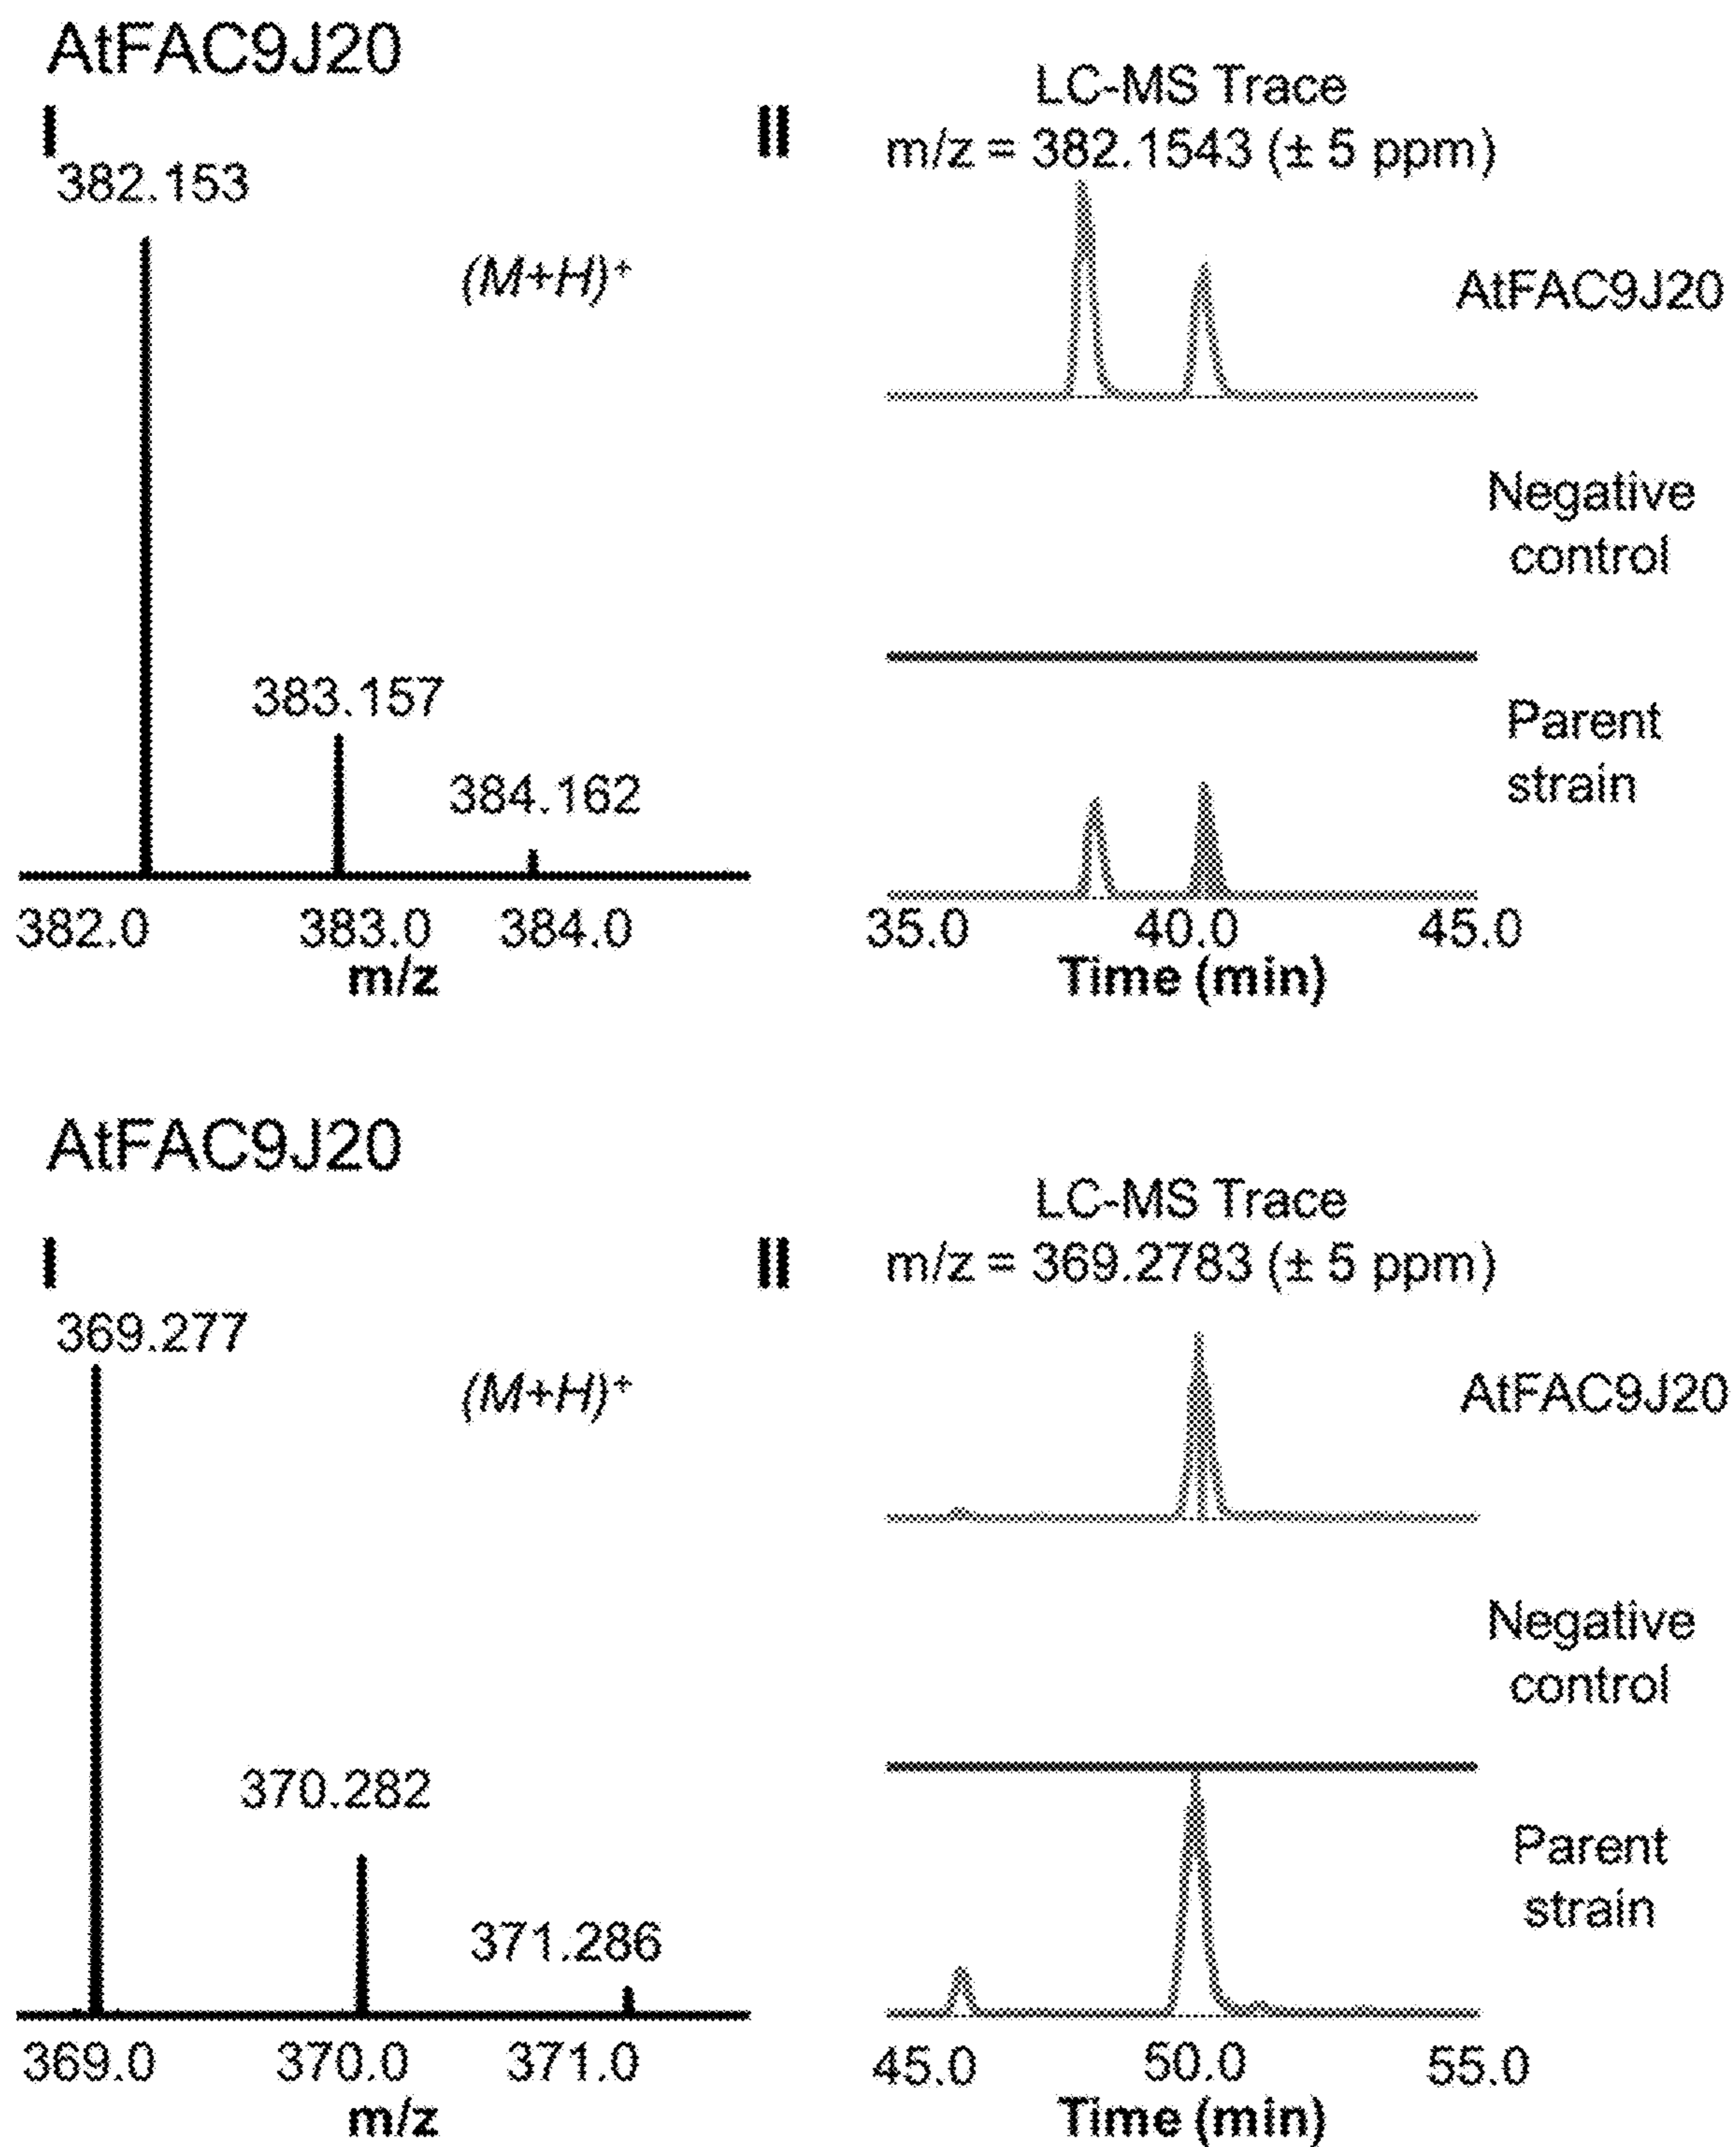 AtFAC9J20
I
382.153
(M+H)⁺
383.157
384.162
382.0 383.0 384.0
m/z
II
LC-MS Trace
m/z = 382.1543 (± 5 ppm)
AtFAC9J20
Negative
control
Parent
strain
35.0 40.0 45.0
Time (min)
AtFAC9J20
I
369.277
(M+H)⁺
370.282
371.286
369.0 370.0 371.0
m/z
II
LC-MS Trace
m/z = 369.2783 (± 5 ppm)
AtFAC9J20
Negative
control
Parent
strain
45.0 50.0 55.0
Time (min)